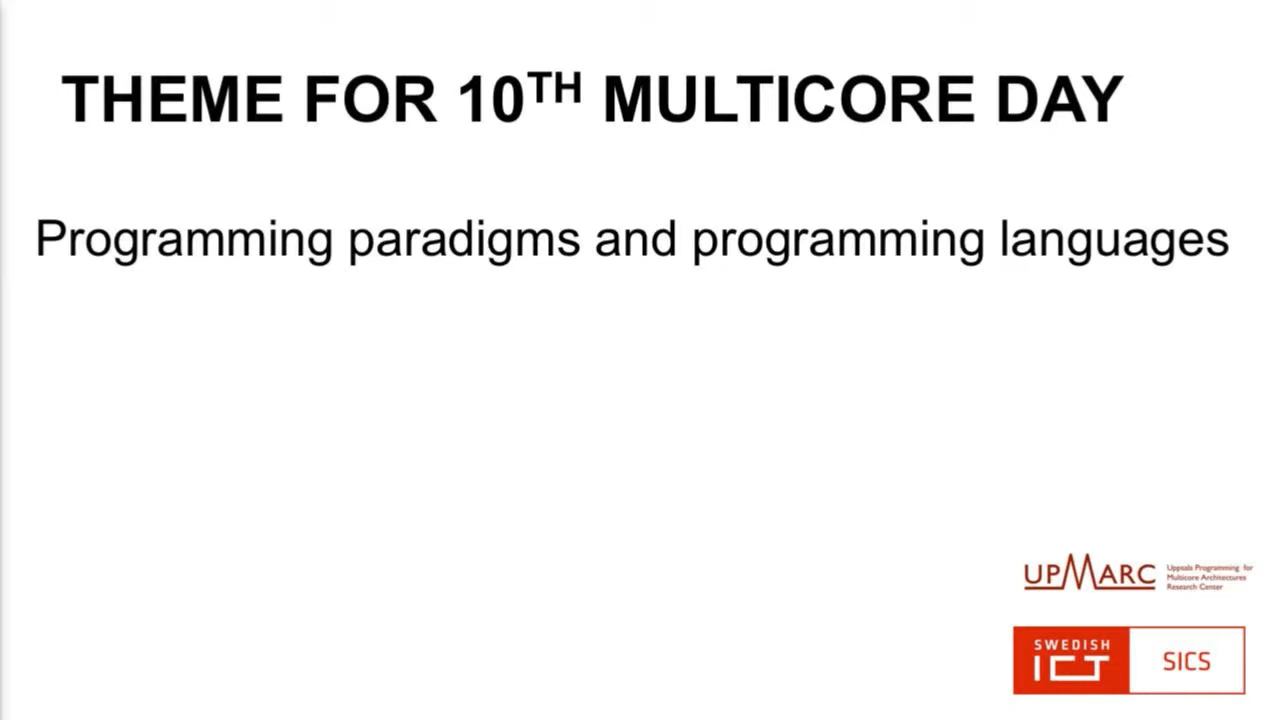 THEME FOR 10TH MULTICORE DAY
Programming paradigms and programming languages
UPMARC
Uppsala Programming for
Multicore Architectures
Research Center
SWEDISH
ICT
SICS